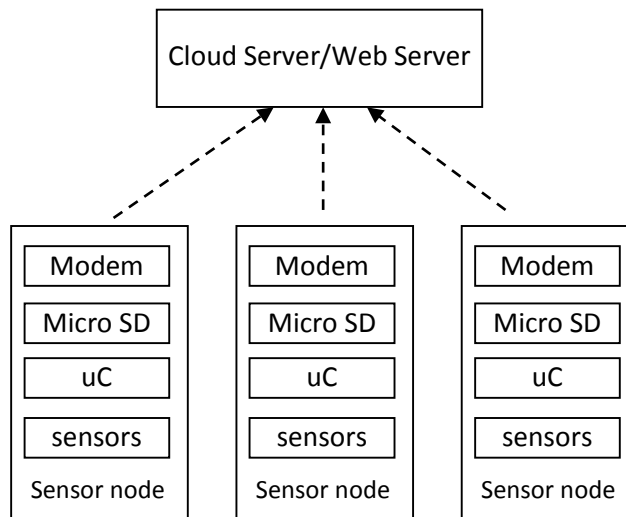 Cloud Server/Web Server
Modem
Micro SD
uC
sensors
Sensor node
Modem
Micro SD
uC
sensors
Sensor node
Modem
Micro SD
uC
sensors
Sensor node